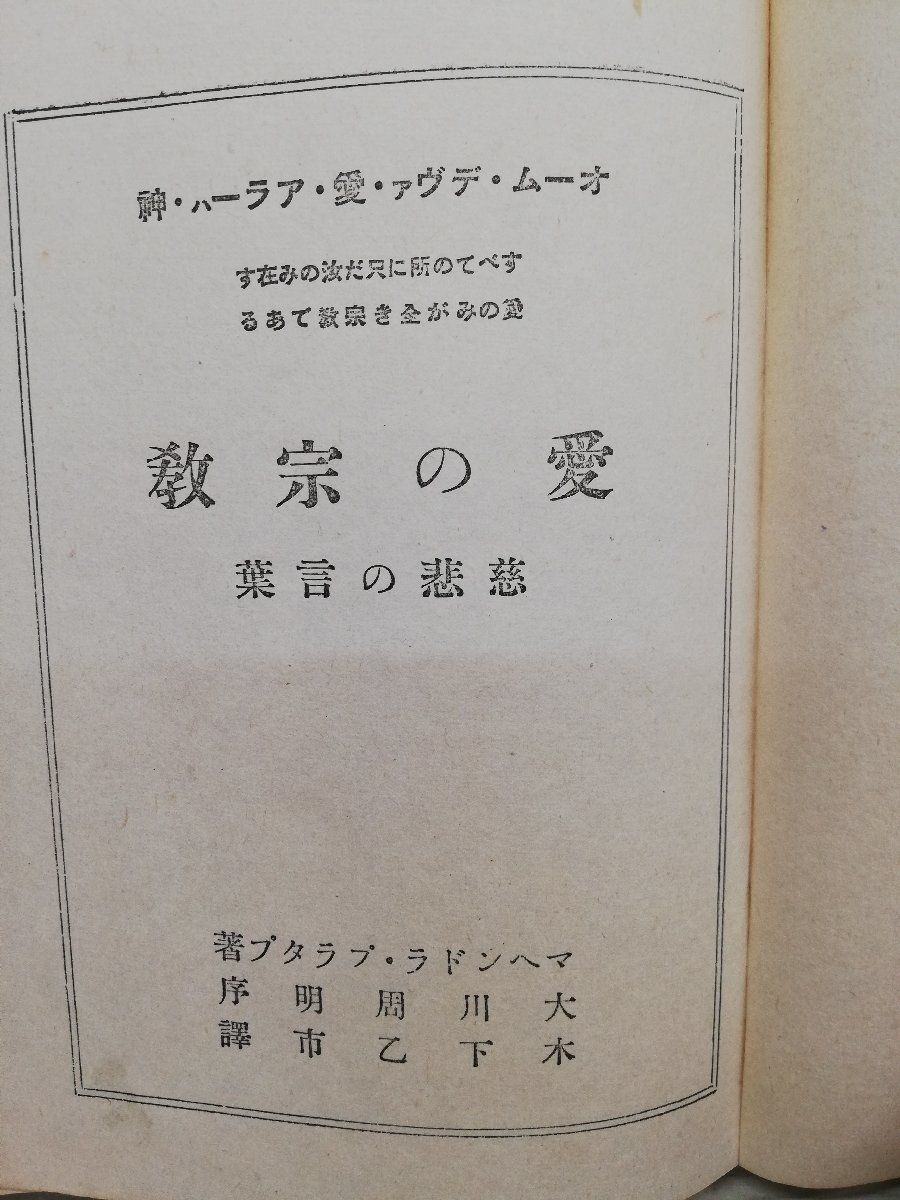 オーム・デヴァ・愛・アラーハ・神
すべての所に只だ汝のみ在す
愛のみが全き宗教てある
愛の宗教
慈悲の言葉
マヘンドラ・プラタプ著
大川周明序
木下乙市譯